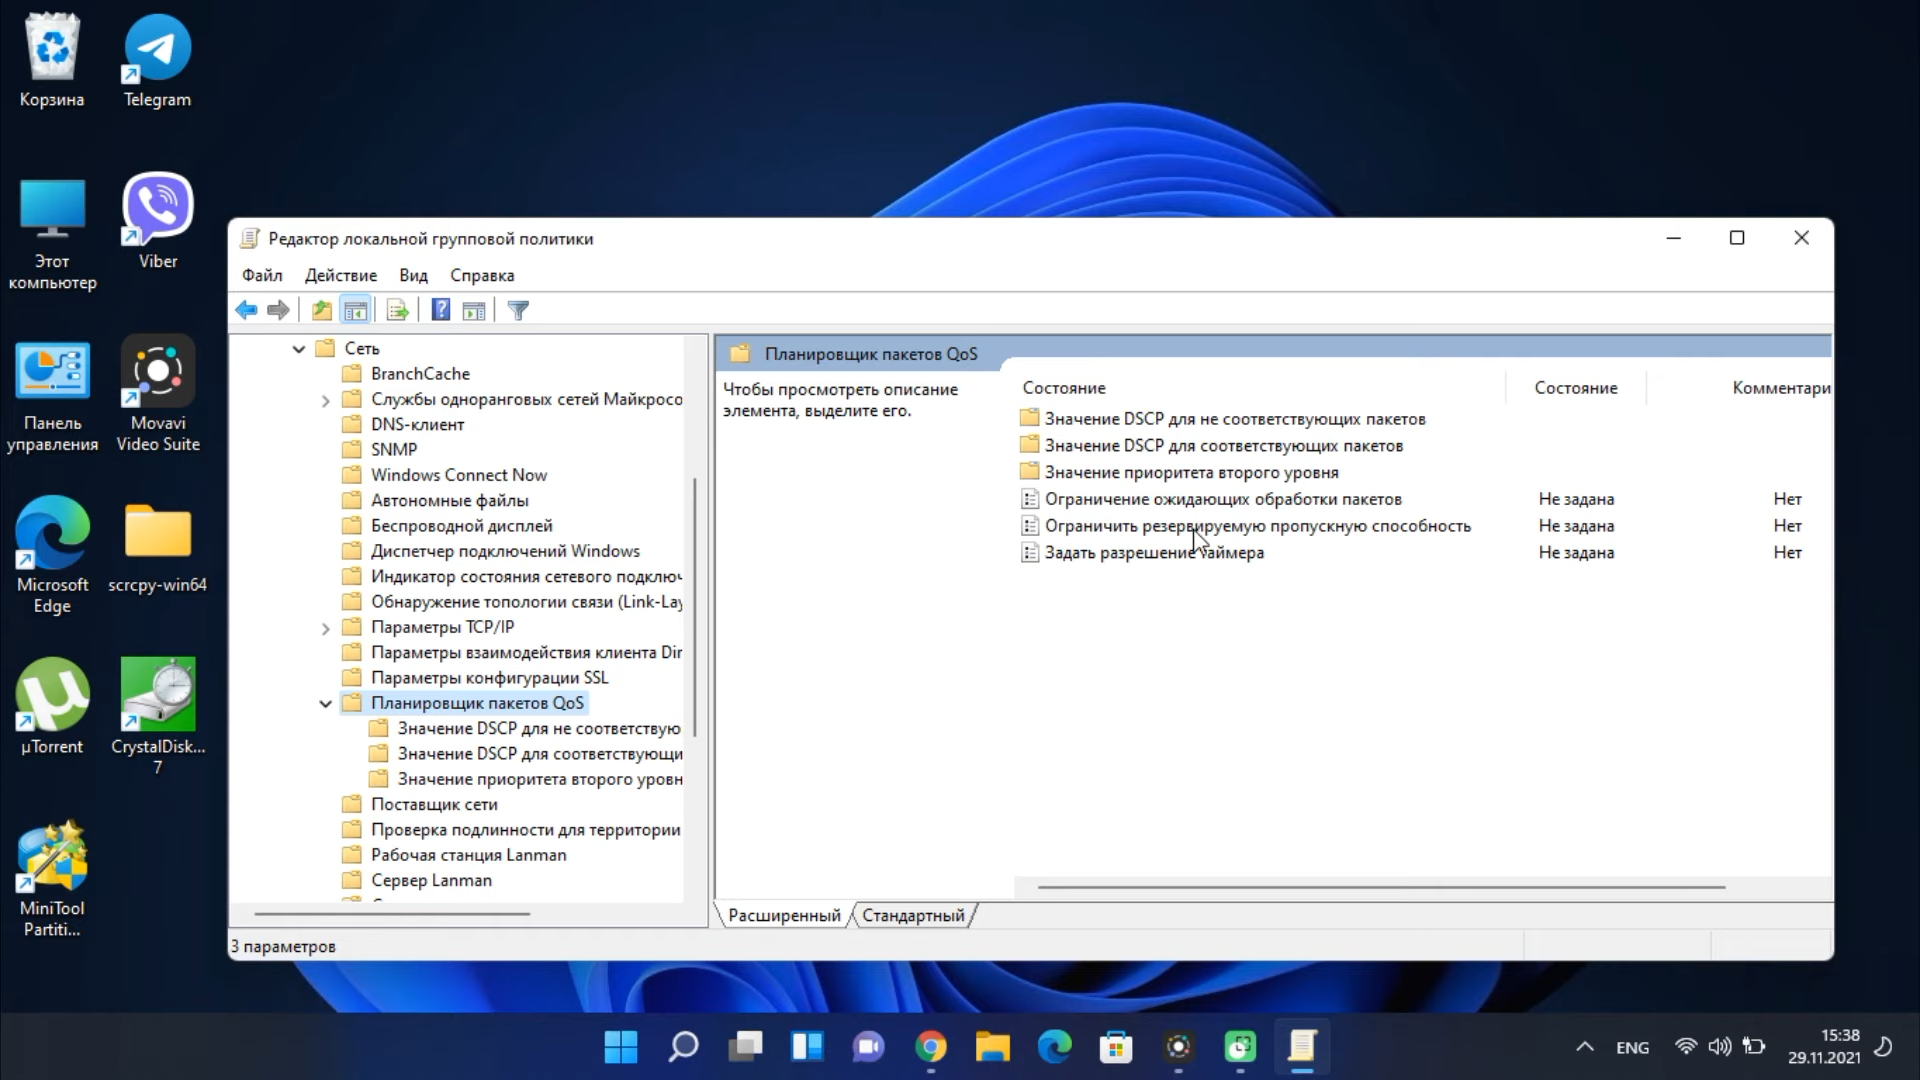 Корзина
Telegram
Этот
компьютер
Viber
Панель
управления
Movavi
Video Suite
Microsoft
Edge
scrcpy-win64
µTorrent
CrystalDisk...
7
MiniTool
Partiti...
Редактор локальной групповой политики
Файл Действие Вид Справка
Сеть
BranchCache
Службы одноранговых сетей Майкросо
DNS-клиент
SNMP
Windows Connect Now
Автономные файлы
Беспроводной дисплей
Диспетчер подключений Windows
Индикатор состояния сетевого подключ
Обнаружение топологии связи (Link-Lay
Параметры TCP/IP
Параметры взаимодействия клиента Dir
Параметры конфигурации SSL
Планировщик пакетов QoS
Значение DSCP для не соответствую
Значение DSCP для соответствующи
Значение приоритета второго уровн
Поставщик сети
Проверка подлинности для территории
Рабочая станция Lanman
Сервер Lanman
Планировщик пакетов QoS
Чтобы просмотреть описание
элемента, выделите его.
Состояние Состояние Комментари
Значение DSCP для не соответствующих пакетов
Значение DSCP для соответствующих пакетов
Значение приоритета второго уровня
Ограничение ожидающих обработки пакетов Не задана Нет
Ограничить резервируемую пропускную способность Не задана Нет
Задать разрешение таймера Не задана Нет
Расширенный Стандартный
3 параметров
ENG
15:38
29.11.2021